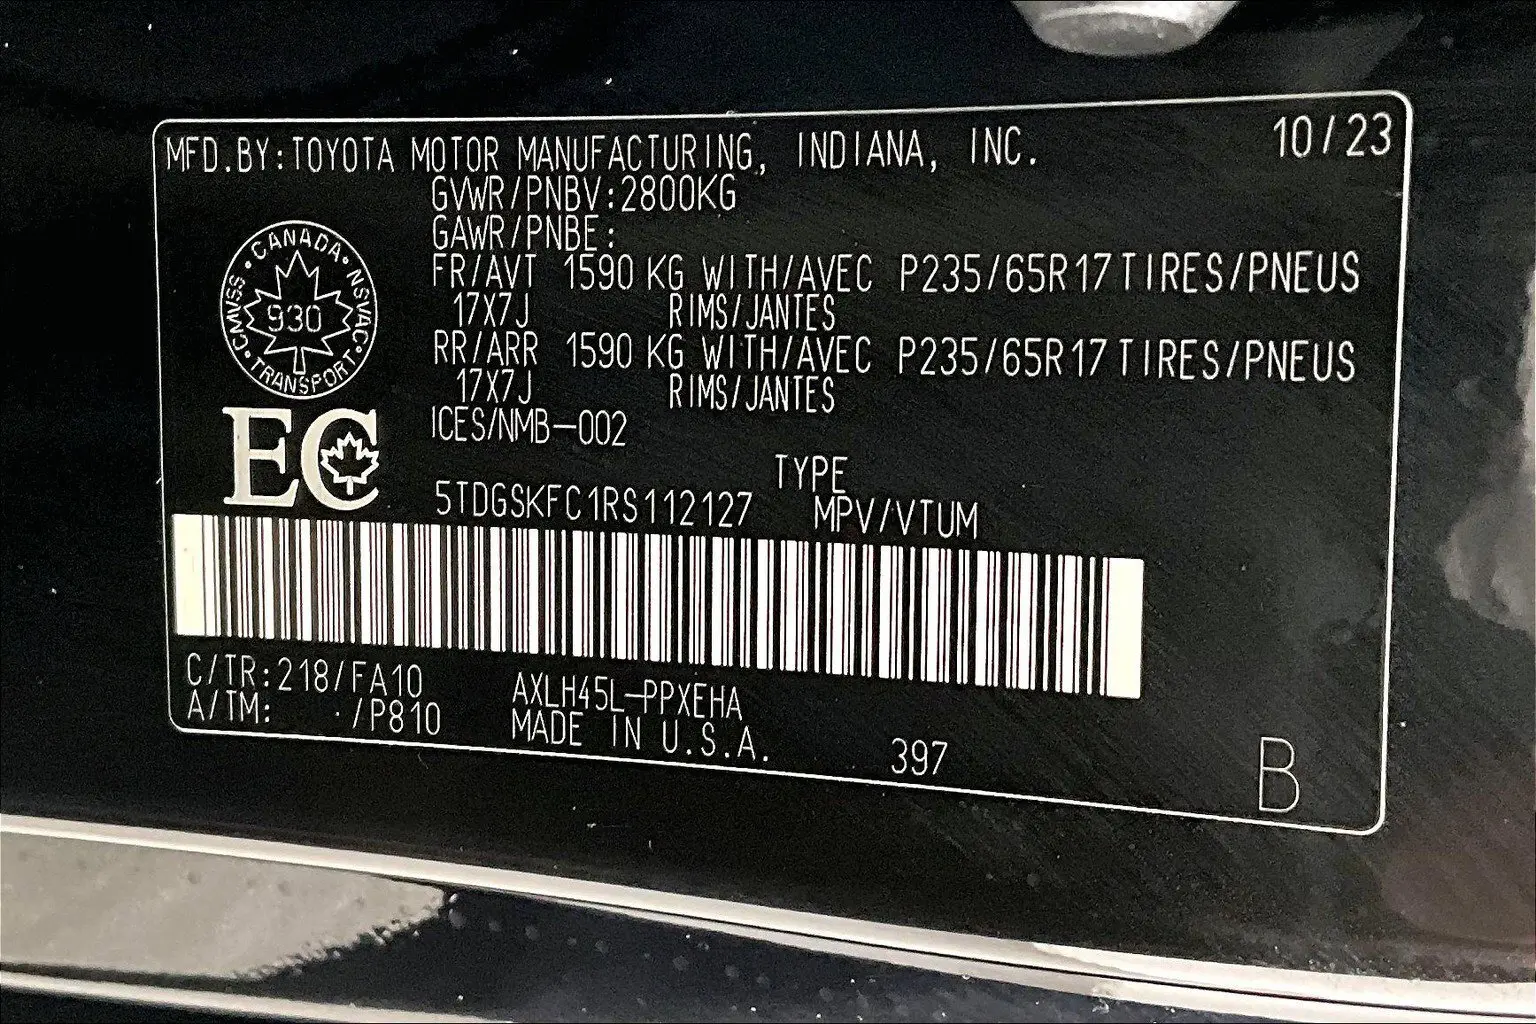 MFD.BY:TOYOTA MOTOR MANUFACTURING, INDIANA, INC. 10/23
GVWR/PNBV:2800KG
GAWR/PNBE:
FR/AVT 1590 KG WITH/AVEC P235/65R17 TIRES/PNEUS
17X7J RIMS/JANTES
RR/ARR 1590 KG WITH/AVEC P235/65R17 TIRES/PNEUS
17X7J RIMS/JANTES
ICES/NMB-002
CANADA · NSVAC · TRANSPORT · CMVSS ·
930
EC
TYPE
5TDGSKFC1RS112127 MPV/VTUM
C/TR:218/FA10 AXLH45L-PPXEHA
A/TM: ·/P810 MADE IN U.S.A. 397 B